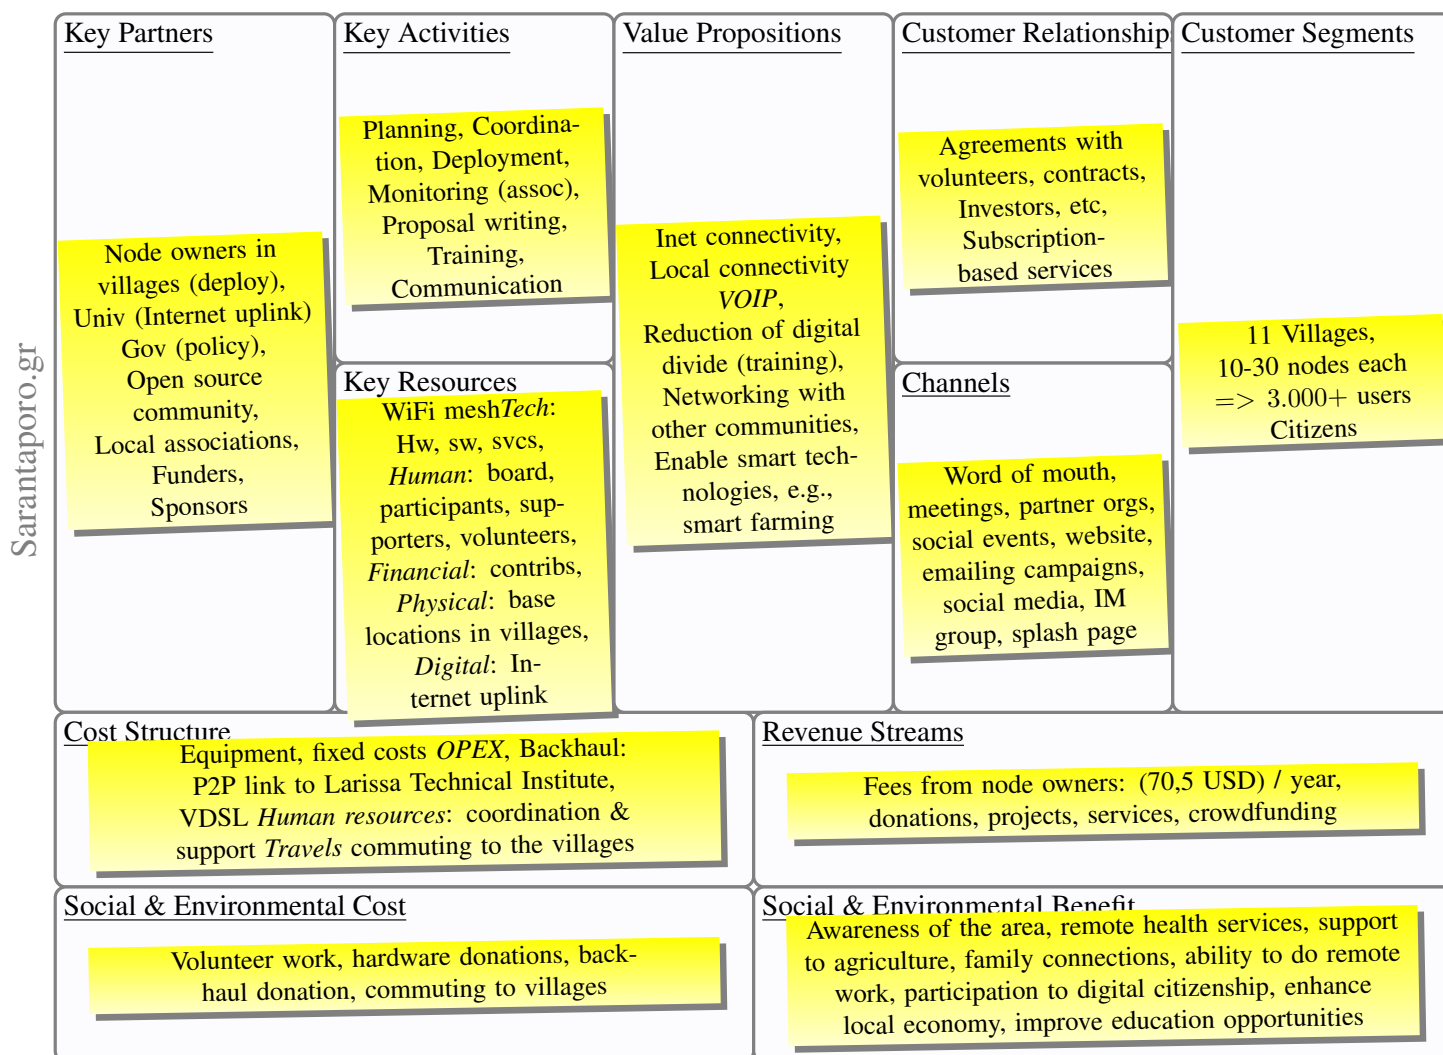 Sarantaporo.gr
Key Partners
Node owners in
villages (deploy),
Univ (Internet uplink)
Gov (policy),
Open source
community,
Local associations,
Funders,
Sponsors
Key Activities
Planning, Coordina-
tion, Deployment,
Monitoring (assoc),
Proposal writing,
Training,
Communication
Key Resources
WiFi meshTech:
Hw, sw, svcs,
Human: board,
participants, sup-
porters, volunteers,
Financial: contribs,
Physical: base
locations in villages,
Digital: In-
ternet uplink
Value Propositions
Inet connectivity,
Local connectivity
VOIP,
Reduction of digital
divide (training),
Networking with
other communities,
Enable smart tech-
nologies, e.g.,
smart farming
Customer Relationship
Agreements with
volunteers, contracts,
Investors, etc,
Subscription-
based services
Channels
Word of mouth,
meetings, partner orgs,
social events, website,
emailing campaigns,
social media, IM
group, splash page
Customer Segments
11 Villages,
10-30 nodes each
=> 3.000+ users
Citizens
Cost Structure
Equipment, fixed costs OPEX, Backhaul:
P2P link to Larissa Technical Institute,
VDSL Human resources: coordination &
support Travels commuting to the villages
Revenue Streams
Fees from node owners: (70,5 USD) / year,
donations, projects, services, crowdfunding
Social & Environmental Cost
Volunteer work, hardware donations, back-
haul donation, commuting to villages
Social & Environmental Benefit
Awareness of the area, remote health services, support
to agriculture, family connections, ability to do remote
work, participation to digital citizenship, enhance
local economy, improve education opportunities